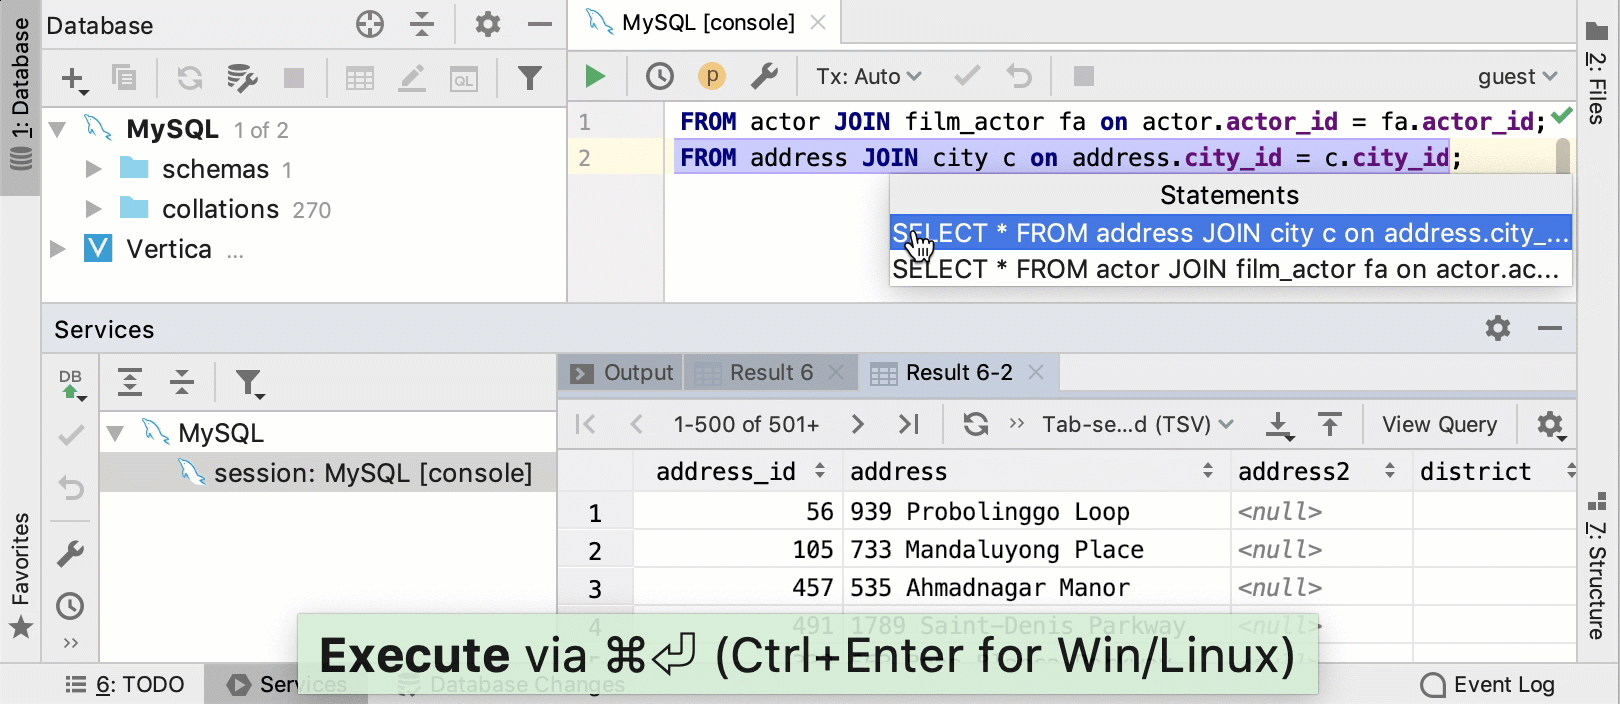 1: Database
Database
MySQL 1 of 2
schemas 1
collations 270
Vertica ...
QL
MySQL [console]
p
Tx: Auto
guest
1 FROM actor JOIN film_actor fa on actor.actor_id = fa.actor_id;
2 FROM address JOIN city c on address.city_id = c.city_id;
Statements
SELECT * FROM address JOIN city c on address.city_...
SELECT * FROM actor JOIN film_actor fa on actor.ac...
2: Files
Services
DB
MySQL
session: MySQL [console]
Output
Result 6
Result 6-2
1-500 of 501+
Tab-se...d (TSV)
View Query
address_id address address2 district
1 56 939 Probolinggo Loop <null>
2 105 733 Mandaluyong Place <null>
3 457 535 Ahmadnagar Manor <null>
4 491 1789 Saint-Denis Parkway <null>
Execute via ⌘⏎ (Ctrl+Enter for Win/Linux)
Favorites
7: Structure
6: TODO
Services
Database Changes
Event Log